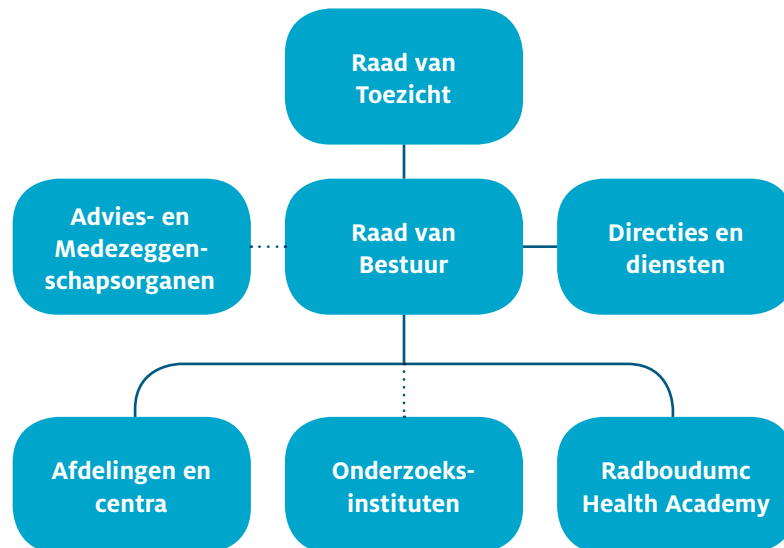 Raad van
Toezicht
Advies- en
Medezeggen-
schapsorganen
Raad van
Bestuur
Directies en
diensten
Afdelingen en
centra
Onderzoeks-
instituten
Radboudumc
Health Academy